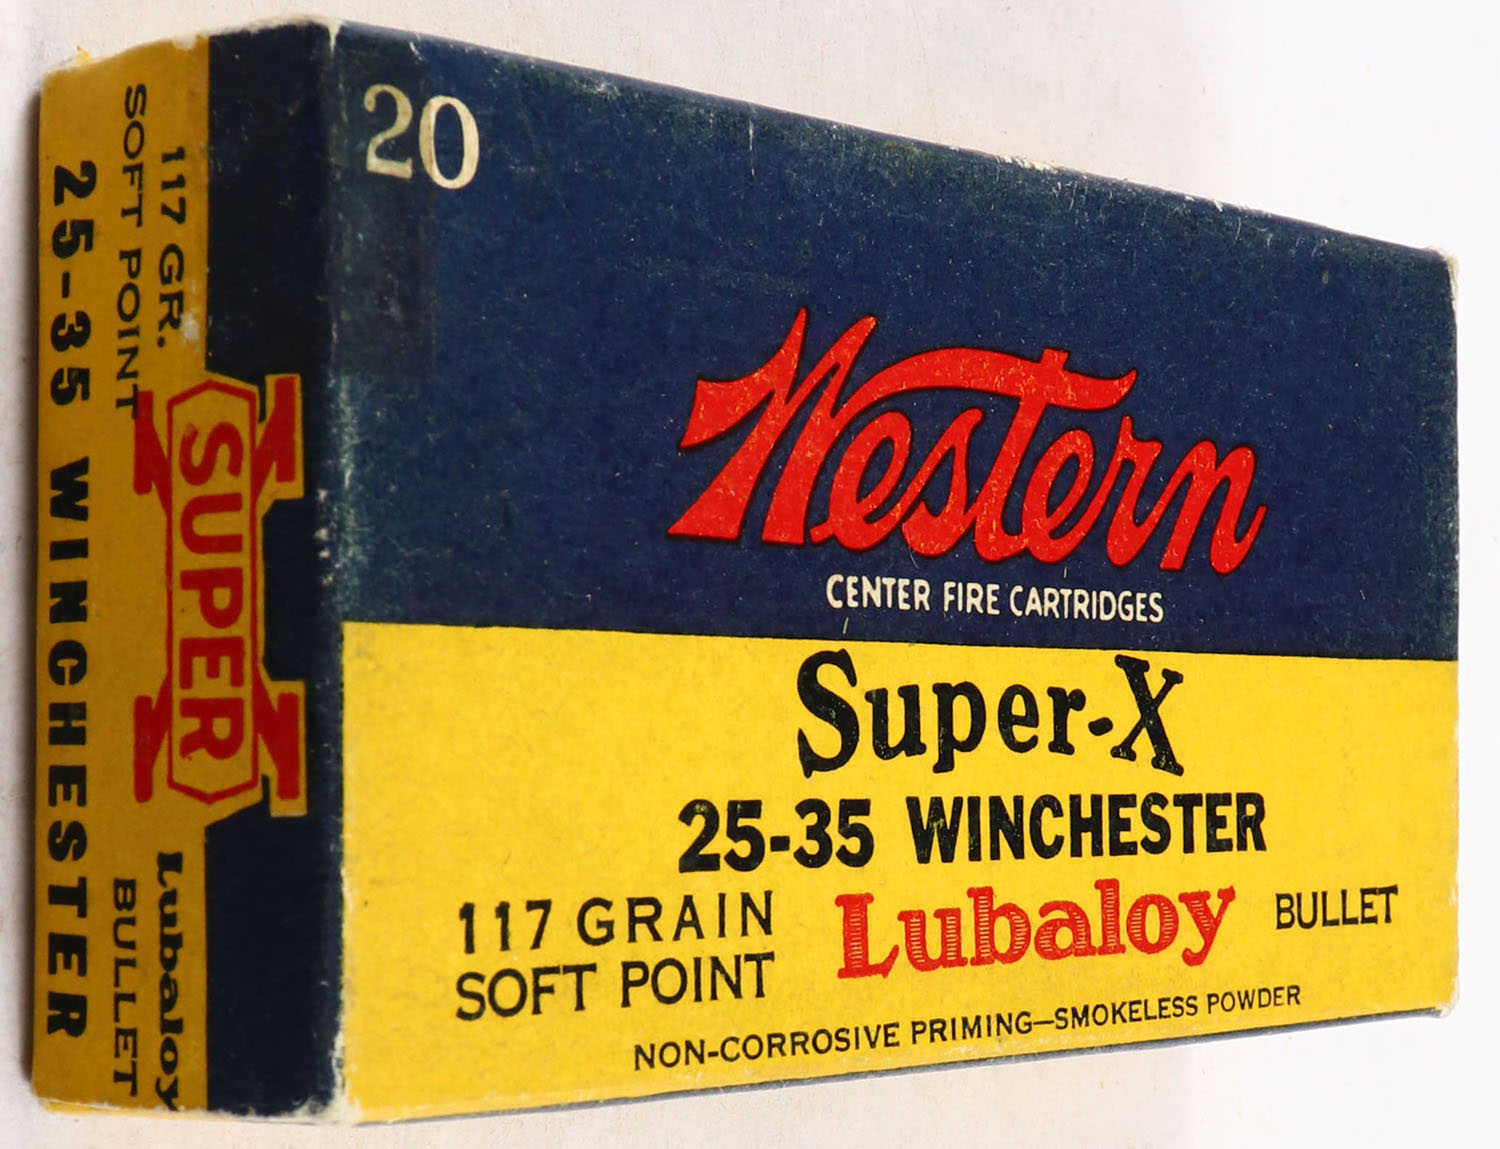 20
Western
CENTER FIRE CARTRIDGES
Super-X
25-35 WINCHESTER
117 GRAIN
SOFT POINT
Lubaloy BULLET
NON-CORROSIVE PRIMING—SMOKELESS POWDER
117 GR.
SOFT POINT
SUPER X
Lubaloy
BULLET
25-35 WINCHESTER